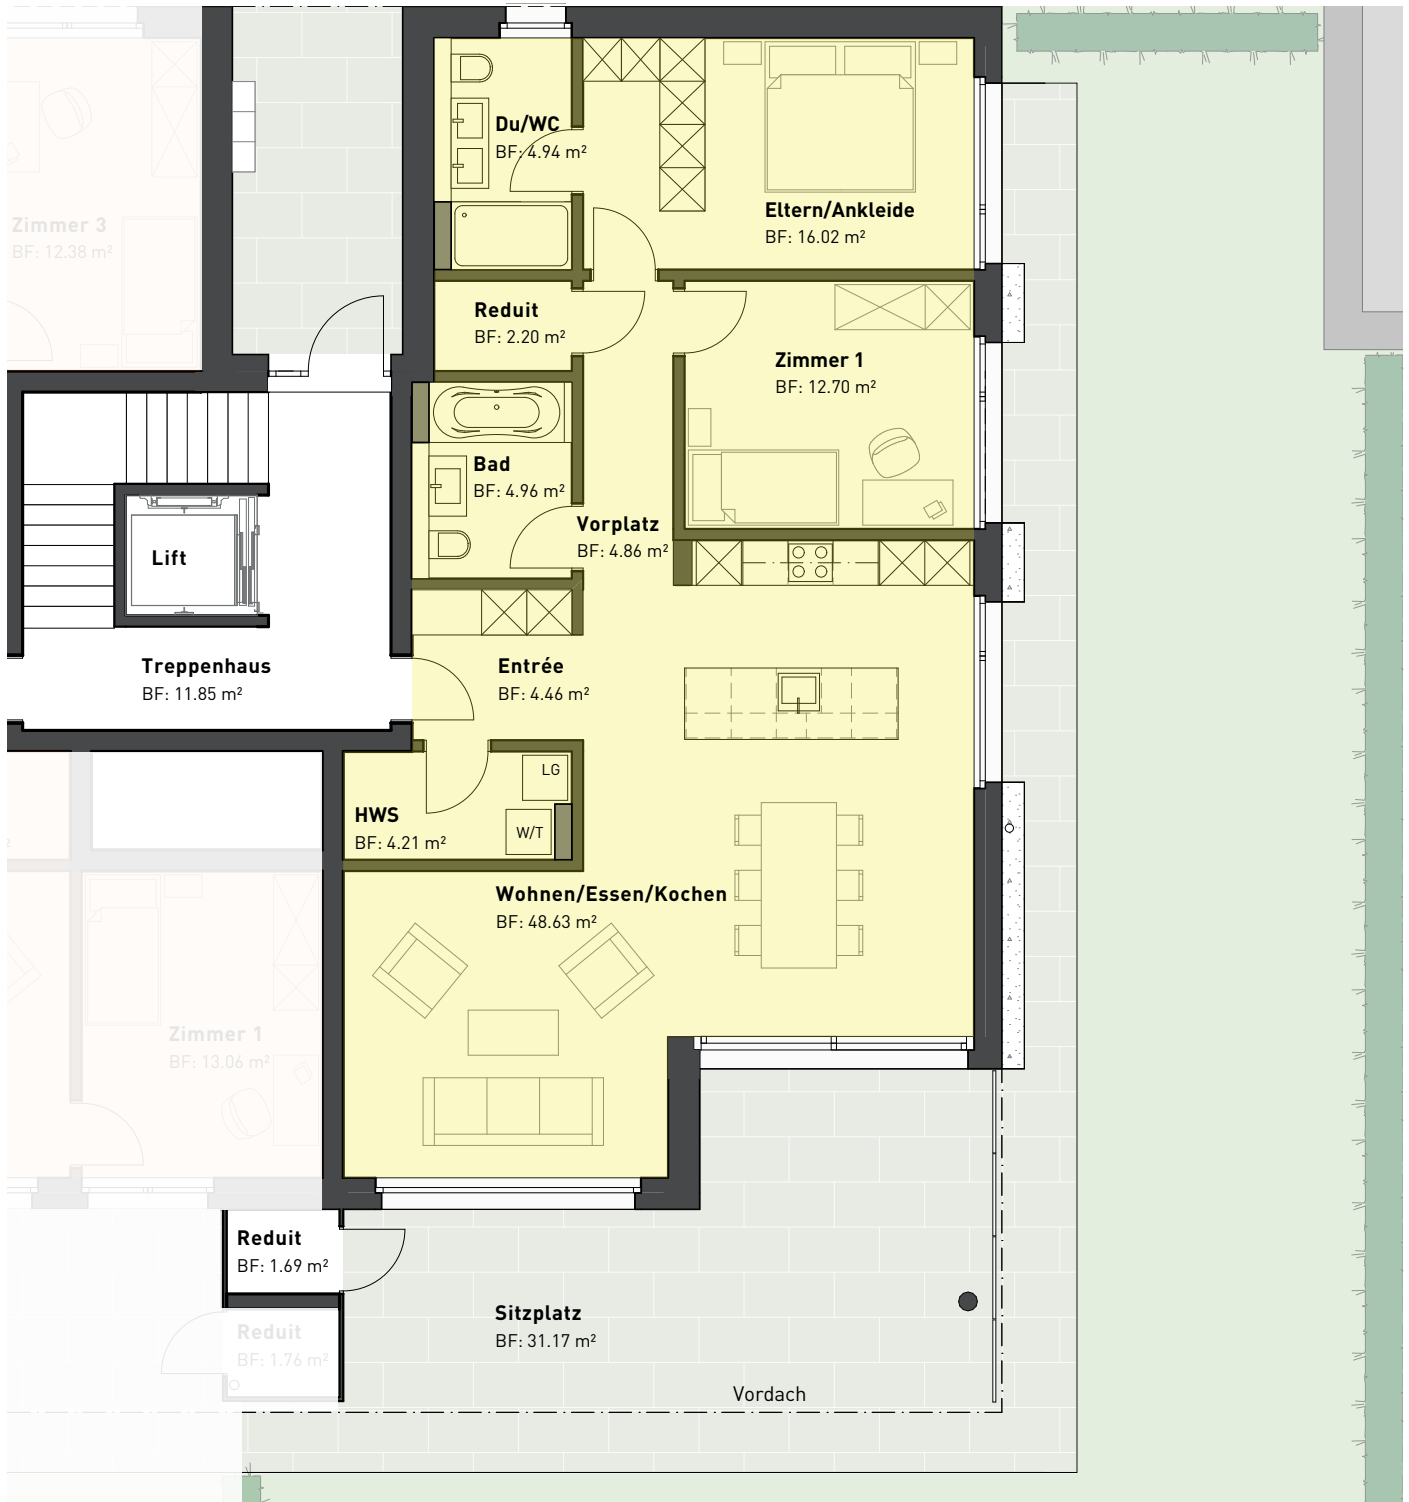 Du/WC
BF: 4.94 m²
Eltern/Ankleide
BF: 16.02 m²
Zimmer 3
BF: 12.38 m²
Reduit
BF: 2.20 m²
Zimmer 1
BF: 12.70 m²
Bad
BF: 4.96 m²
Vorplatz
BF: 4.86 m²
Lift
Treppenhaus
BF: 11.85 m²
Entrée
BF: 4.46 m²
LG
HWS
BF: 4.21 m²
W/T
Wohnen/Essen/Kochen
BF: 48.63 m²
Zimmer 1
BF: 13.06 m²
Reduit
BF: 1.69 m²
Sitzplatz
BF: 31.17 m²
Reduit
BF: 1.76 m²
Vordach